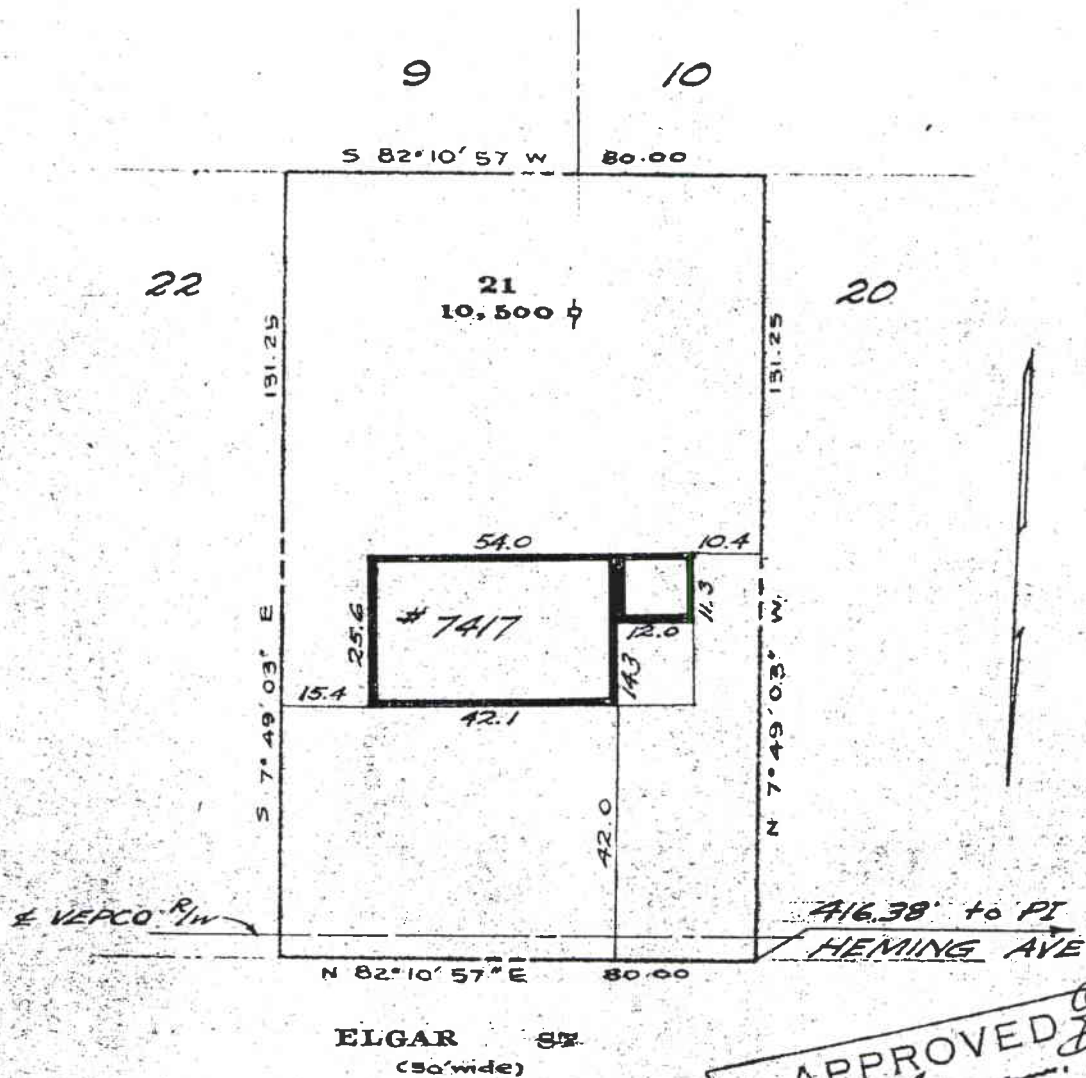 9 10
S 82°10'57 W 80.00
22
21
10,500
20
131.25
131.25
54.0 10.4
25.6
# 7417
11.3
12.0
14.3
15.4
42.1
S 7°49'03" E
N 7°49'03" W.
42.0
℄ VEPCO R/W
416.38' to PI
HEMING AVE
N 82°10'57" E 80.00
ELGAR ST
(50' wide)
APPROVED